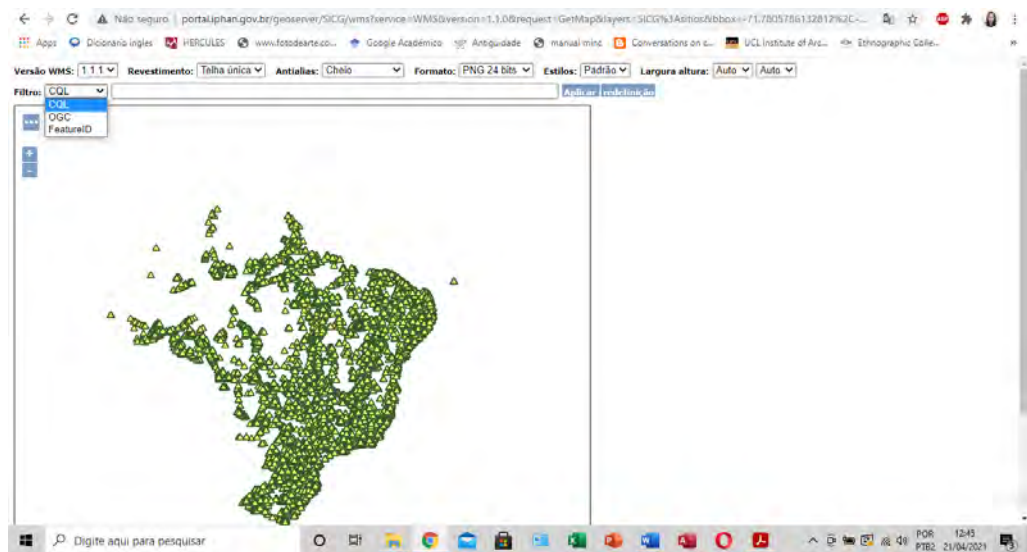 Não seguro | portal.iphan.gov.br/geoserver/SICG/wms?service=WMS&version=1.1.0&request=GetMap&layers=SICG%3Asitios&bbox=-71.7805786132812%2C-...
Apps Dicionario ingles HERCULES www.fotodearte.co... Google Acadêmico Antiguidade manual minc Conversations on c... UCL Institute of Arc... Ethnographic Colle...
Versão WMS: 1.1.1 Revestimento: Telha única Antialias: Cheio Formato: PNG 24 bits Estilos: Padrão Largura altura: Auto Auto
Filtro: CQL Aplicar redefinição
CQL
OGC
FeatureID
Digite aqui para pesquisar
POR 12:45
PTB2 21/04/2021